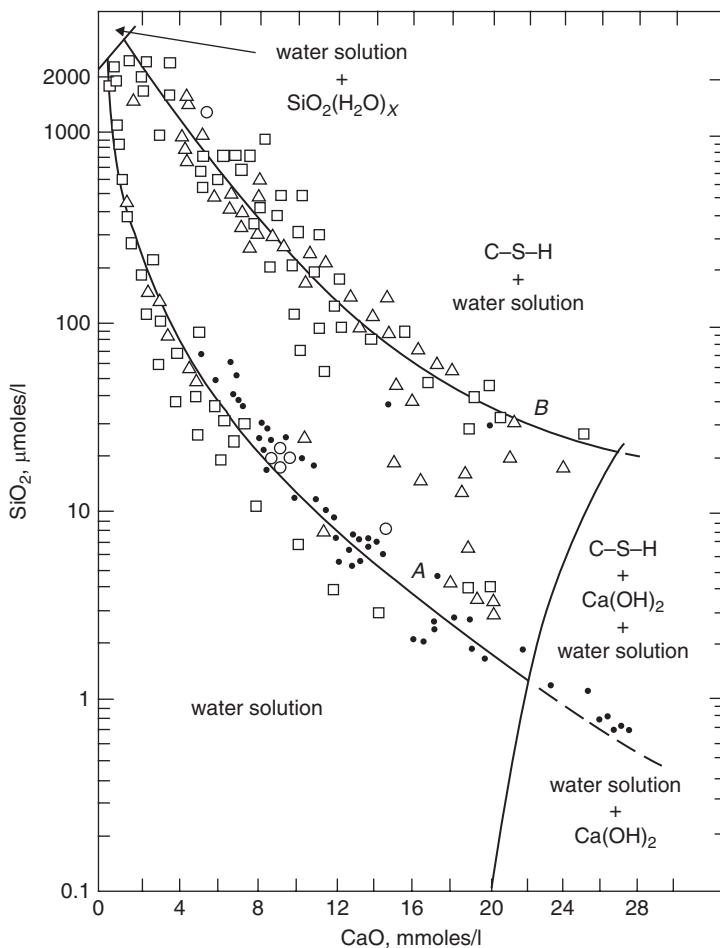 water solution
+
SiO₂(H₂O)X
2000
1000
100
10
1
0.1
SiO₂, μmoles/l
C–S–H
+
water solution
B
A
C–S–H
+
Ca(OH)₂
+
water solution
water solution
water solution
+
Ca(OH)₂
0 4 8 12 16 20 24 28
CaO, mmoles/l